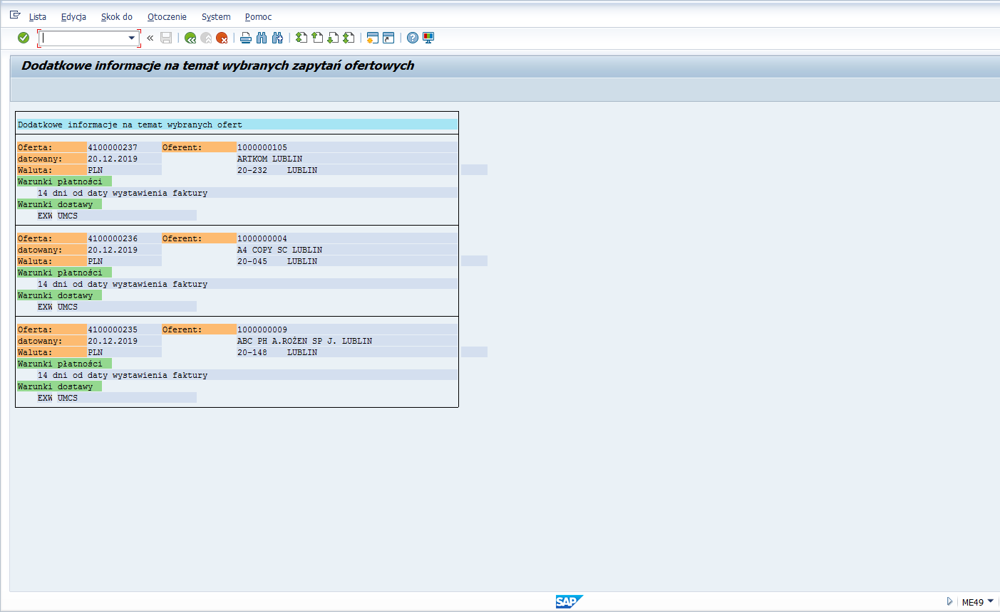 Lista Edycja Skok do Otoczenie System Pomoc
Dodatkowe informacje na temat wybranych zapytań ofertowych
Dodatkowe informacje na temat wybranych ofert
Oferta: 4100000237 Oferent: 1000000105
datowany: 20.12.2019 ARTKOM LUBLIN
Waluta: PLN 20-232 LUBLIN
Warunki płatności
14 dni od daty wystawienia faktury
Warunki dostawy
EXW UMCS
Oferta: 4100000236 Oferent: 1000000004
datowany: 20.12.2019 A4 COPY SC LUBLIN
Waluta: PLN 20-045 LUBLIN
Warunki płatności
14 dni od daty wystawienia faktury
Warunki dostawy
EXW UMCS
Oferta: 4100000235 Oferent: 1000000009
datowany: 20.12.2019 ABC PH A.ROŻEN SP J. LUBLIN
Waluta: PLN 20-148 LUBLIN
Warunki płatności
14 dni od daty wystawienia faktury
Warunki dostawy
EXW UMCS
SAP ME49